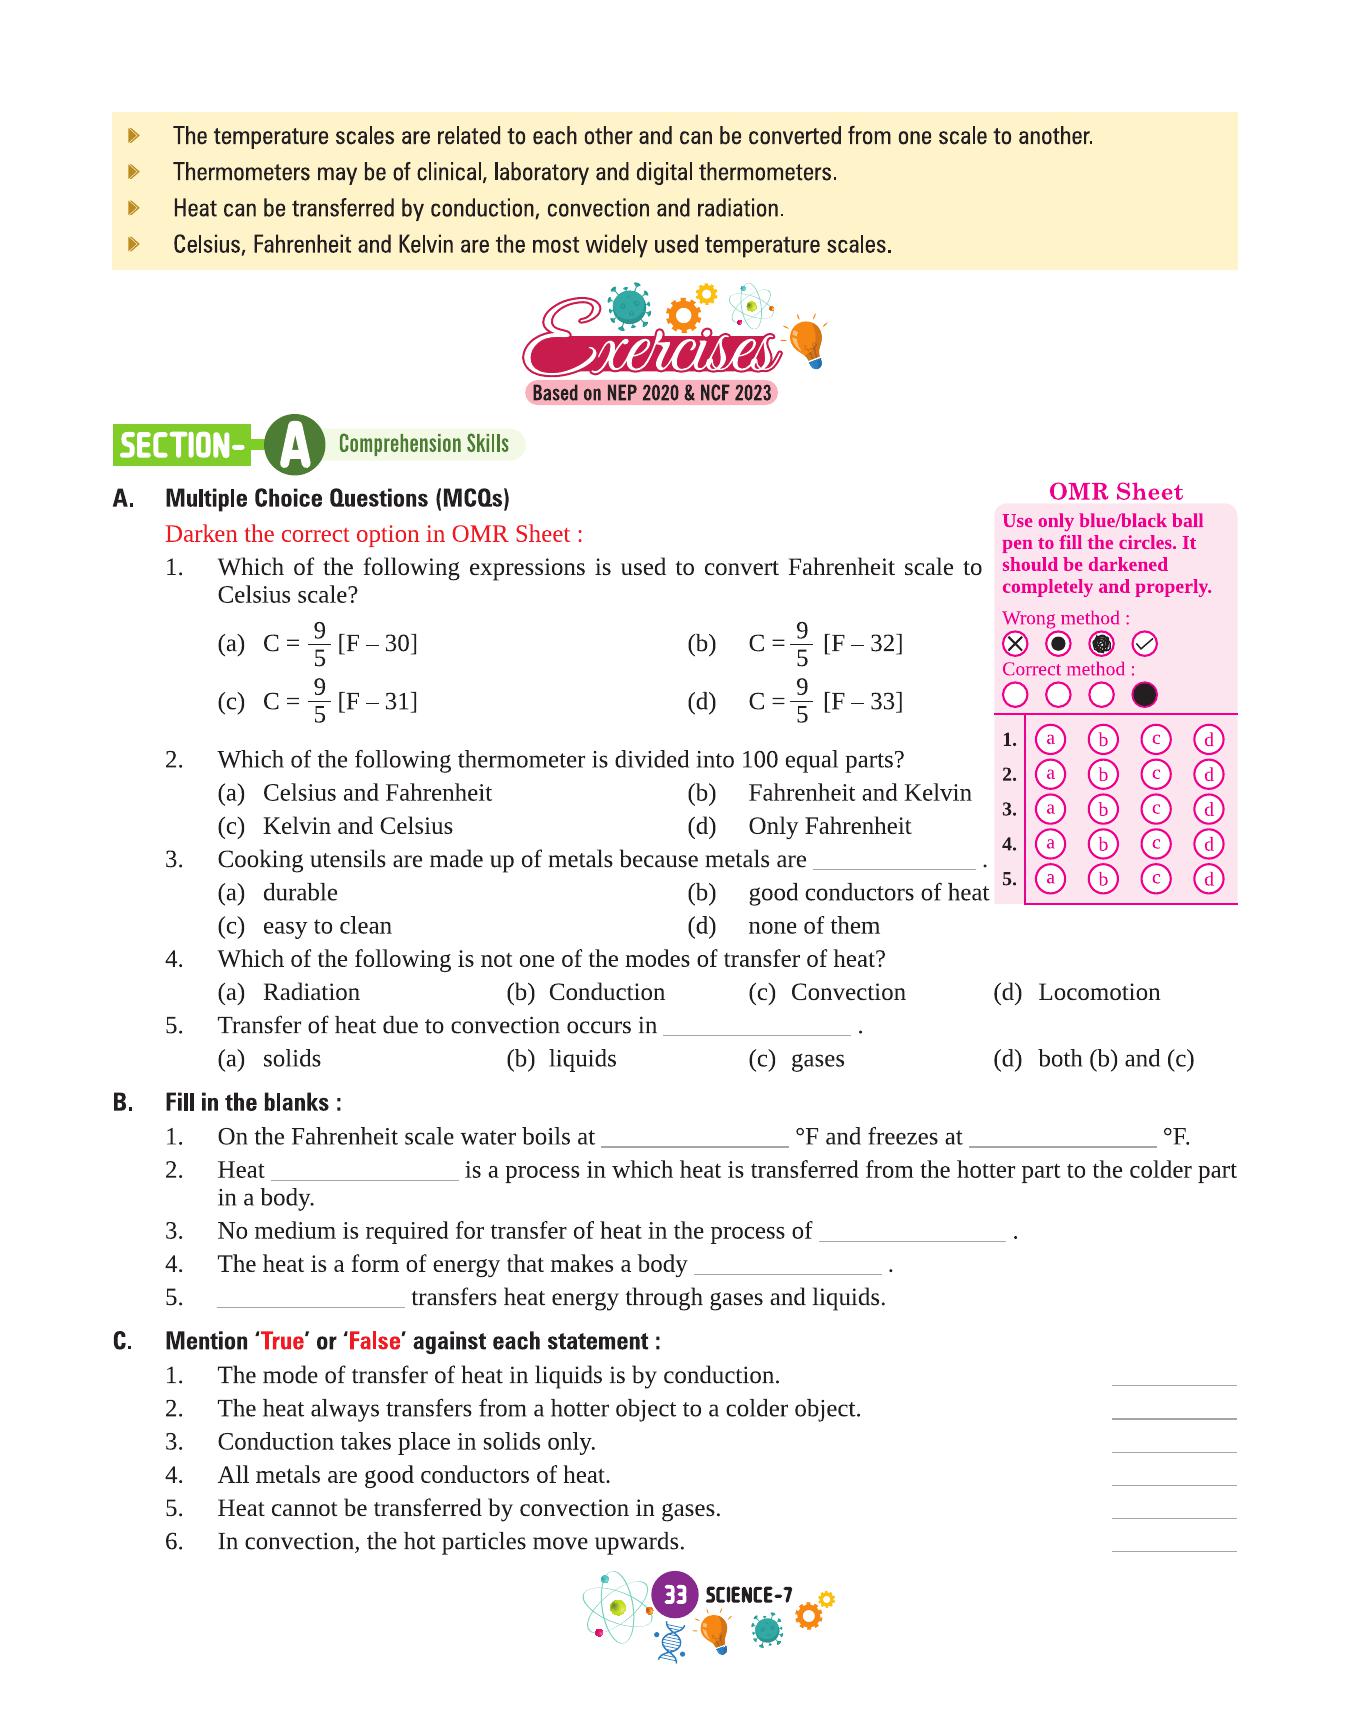 The temperature scales are related to each other and can be converted from one scale to another.
Thermometers may be of clinical, laboratory and digital thermometers.
Heat can be transferred by conduction, convection and radiation.
Celsius, Fahrenheit and Kelvin are the most widely used temperature scales.
Exercises
Based on NEP 2020 & NCF 2023
SECTION- A Comprehension Skills
A. Multiple Choice Questions (MCQs)
Darken the correct option in OMR Sheet :
1. Which of the following expressions is used to convert Fahrenheit scale to
Celsius scale?
(a) C = 9/5 [F – 30] (b) C = 9/5 [F – 32]
(c) C = 9/5 [F – 31] (d) C = 9/5 [F – 33]
2. Which of the following thermometer is divided into 100 equal parts?
(a) Celsius and Fahrenheit (b) Fahrenheit and Kelvin
(c) Kelvin and Celsius (d) Only Fahrenheit
3. Cooking utensils are made up of metals because metals are _____________ .
(a) durable (b) good conductors of heat
(c) easy to clean (d) none of them
OMR Sheet
Use only blue/black ball
pen to fill the circles. It
should be darkened
completely and properly.
Wrong method :
Correct method :
1. a b c d
2. a b c d
3. a b c d
4. a b c d
5. a b c d
4. Which of the following is not one of the modes of transfer of heat?
(a) Radiation (b) Conduction (c) Convection (d) Locomotion
5. Transfer of heat due to convection occurs in _______________ .
(a) solids (b) liquids (c) gases (d) both (b) and (c)
B. Fill in the blanks :
1. On the Fahrenheit scale water boils at _______________ °F and freezes at _______________ °F.
2. Heat _______________ is a process in which heat is transferred from the hotter part to the colder part
in a body.
3. No medium is required for transfer of heat in the process of _______________ .
4. The heat is a form of energy that makes a body _______________ .
5. _______________ transfers heat energy through gases and liquids.
C. Mention ‘True’ or ‘False’ against each statement :
1. The mode of transfer of heat in liquids is by conduction. __________
2. The heat always transfers from a hotter object to a colder object. __________
3. Conduction takes place in solids only. __________
4. All metals are good conductors of heat. __________
5. Heat cannot be transferred by convection in gases. __________
6. In convection, the hot particles move upwards. __________
33 SCIENCE-7